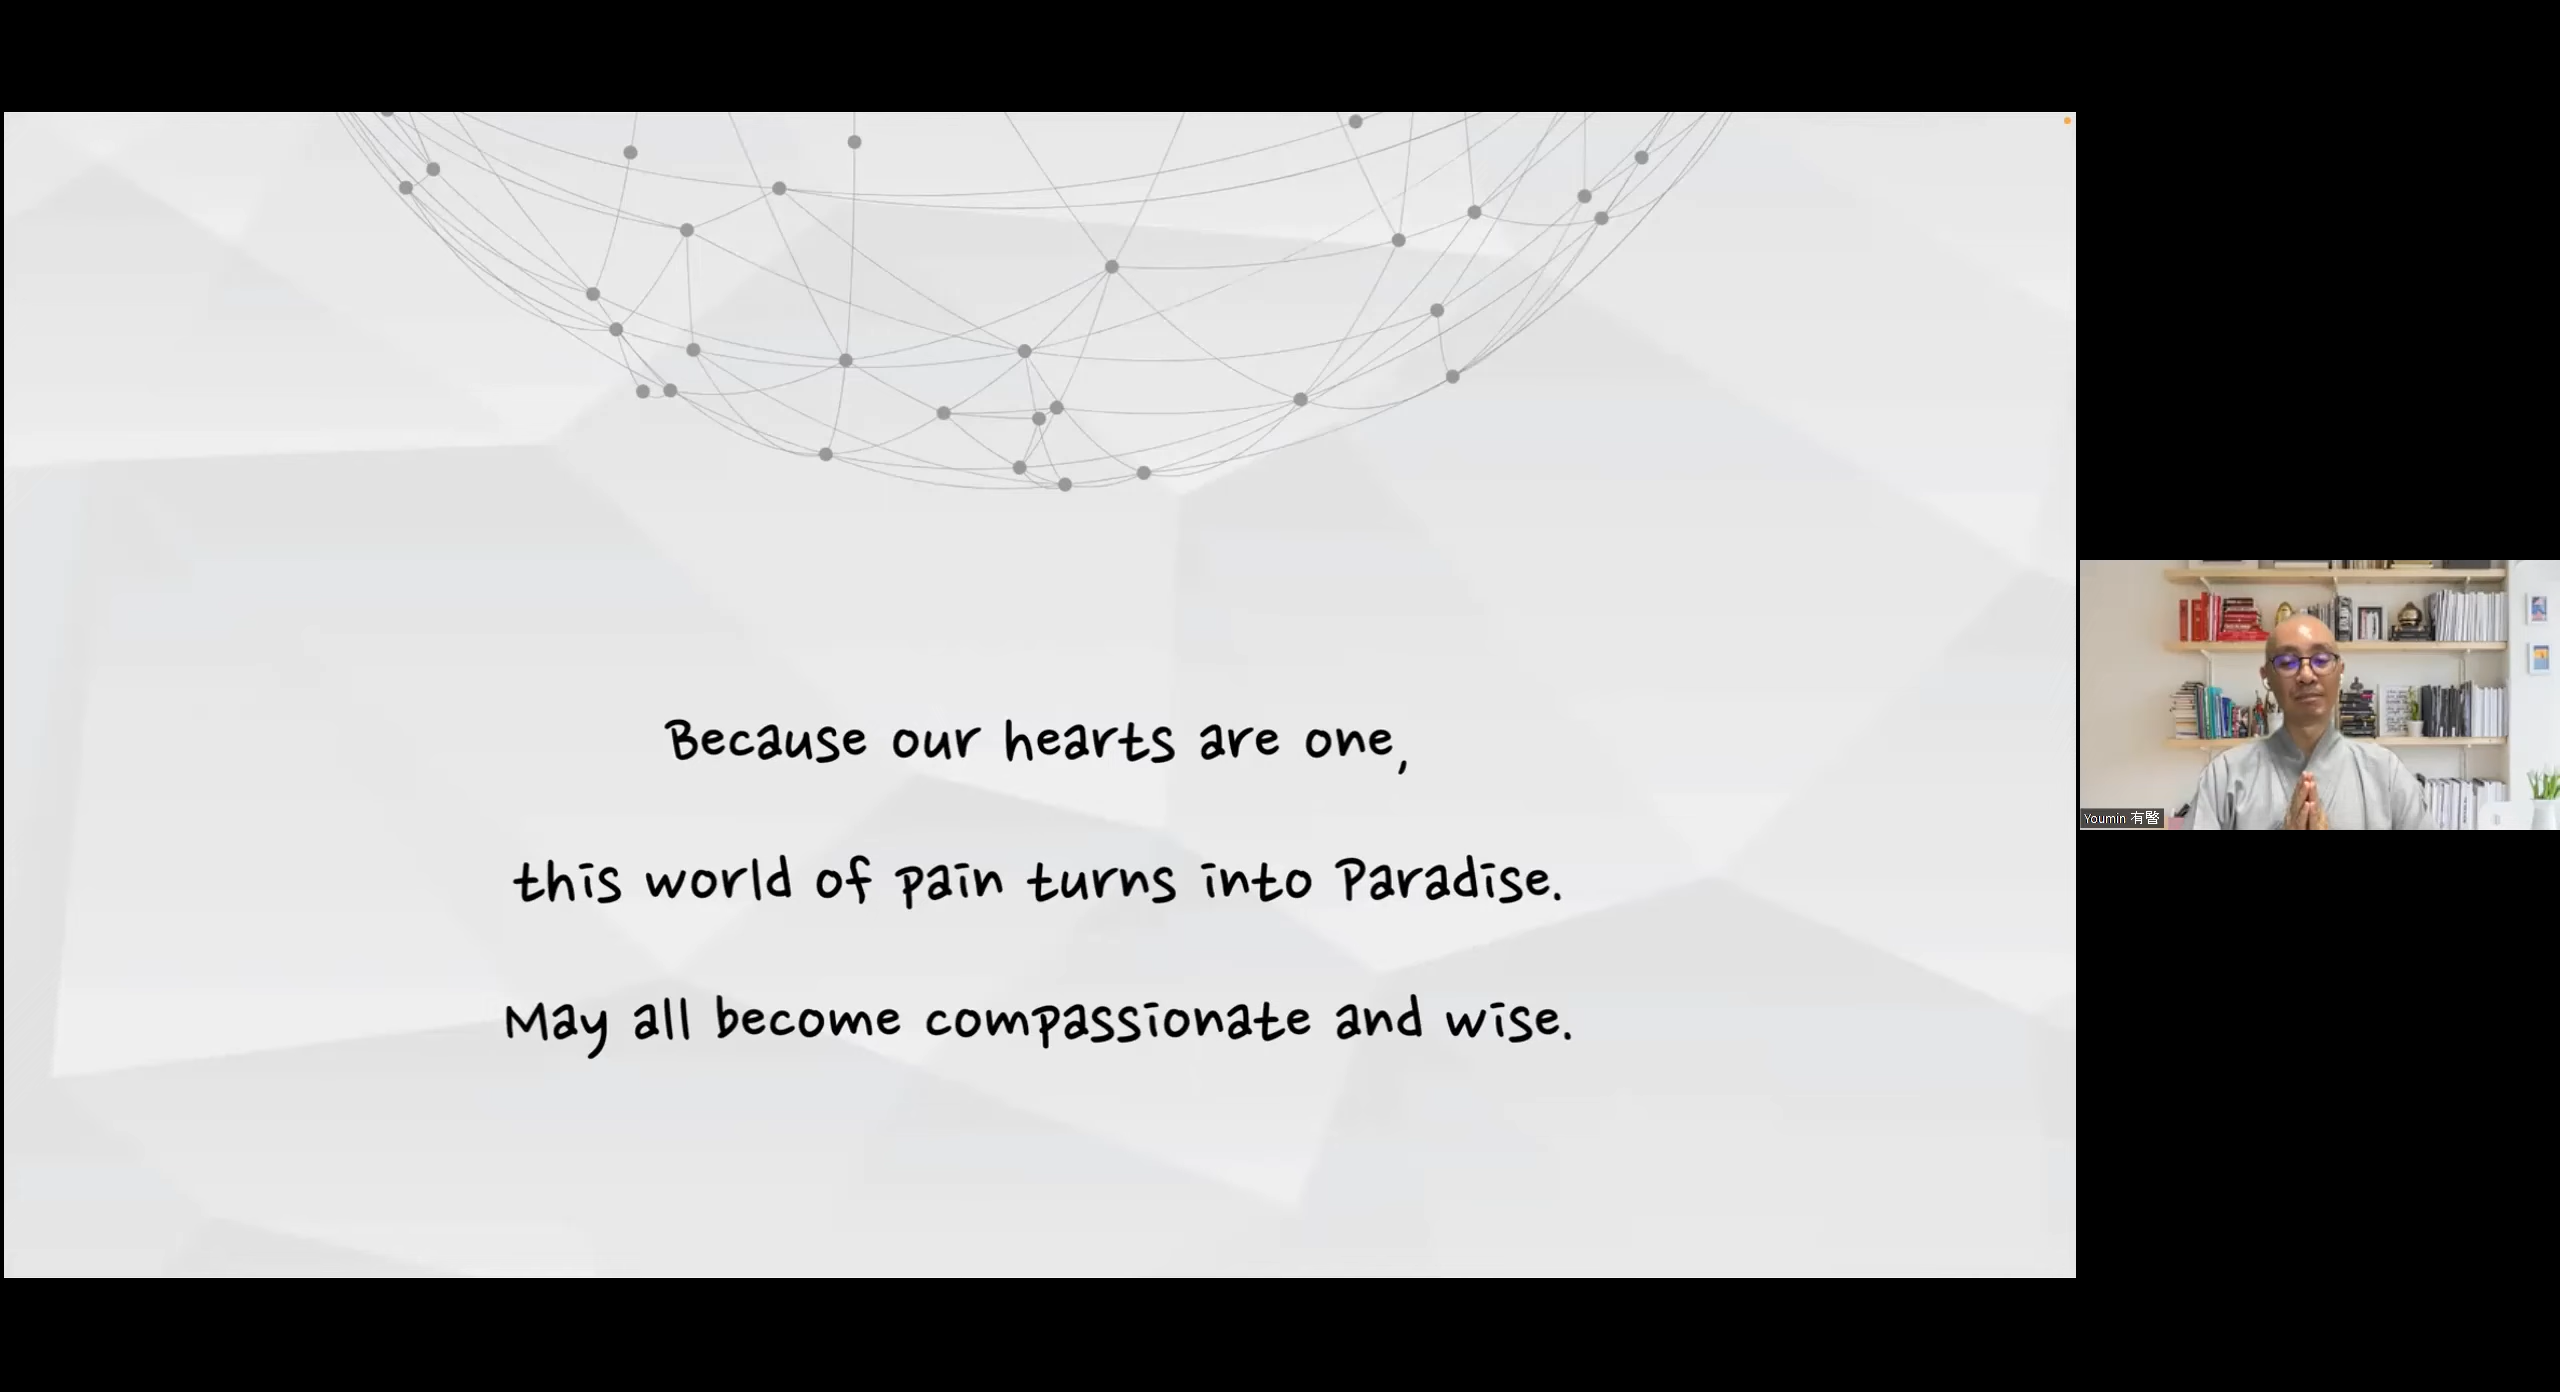 Because our hearts are one,
this world of pain turns into Paradise.
May all become compassionate and wise.
Youmin 有瞖